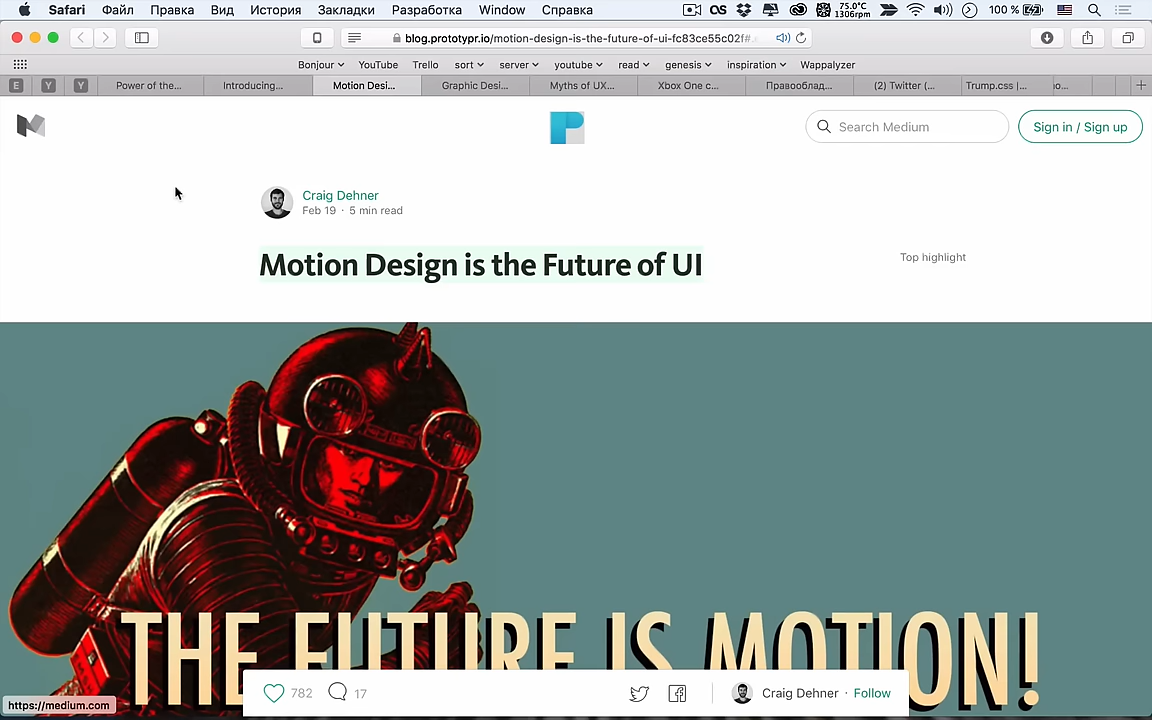 Safari Файл Правка Вид История Закладки Разработка Window Справка 75.0°C 1306rpm 100 %
blog.prototypr.io/motion-design-is-the-future-of-ui-fc83ce55c02f#.
Bonjour YouTube Trello sort server youtube read genesis inspiration Wappalyzer
E Y Y Power of the... Introducing... Motion Desi... Graphic Desi... Myths of UX... Xbox One c... Правооблад... (2) Twitter (... Trump.css |...
Search Medium
Sign in / Sign up
Craig Dehner
Feb 19 · 5 min read
Motion Design is the Future of UI
Top highlight
THE FUTURE IS MOTION!
782 17 Craig Dehner · Follow
https://medium.com